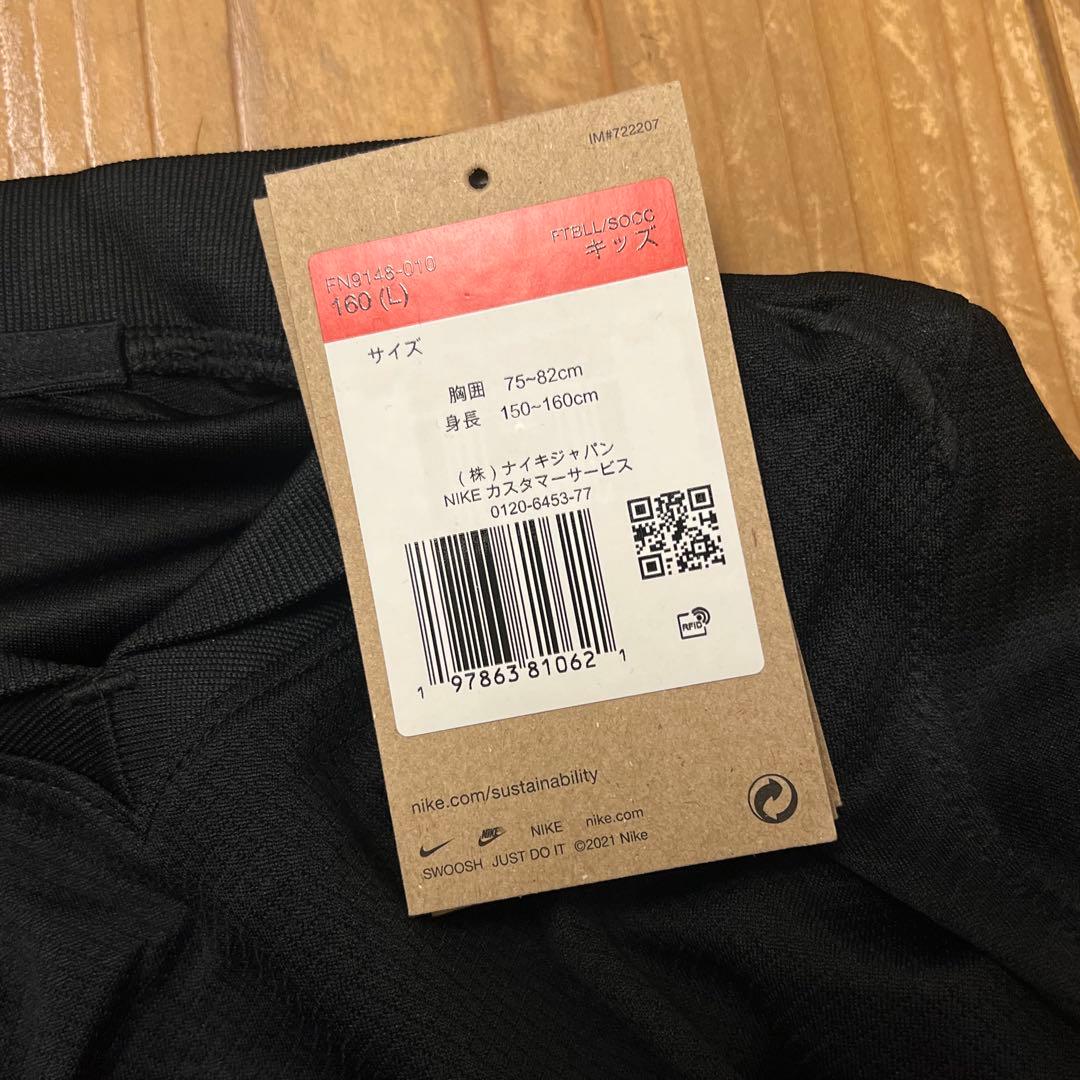 IM#722207
FTBLL/SOCC
キッズ
FN9146-010
160 (L)
サイズ
胸囲 75~82cm
身長 150~160cm
(株)ナイキジャパン
NIKE カスタマーサービス
0120-6453-77
RFID
1 97863 81062 1
nike.com/sustainability
NIKE NIKE nike.com
SWOOSH JUST DO IT ©2021 Nike